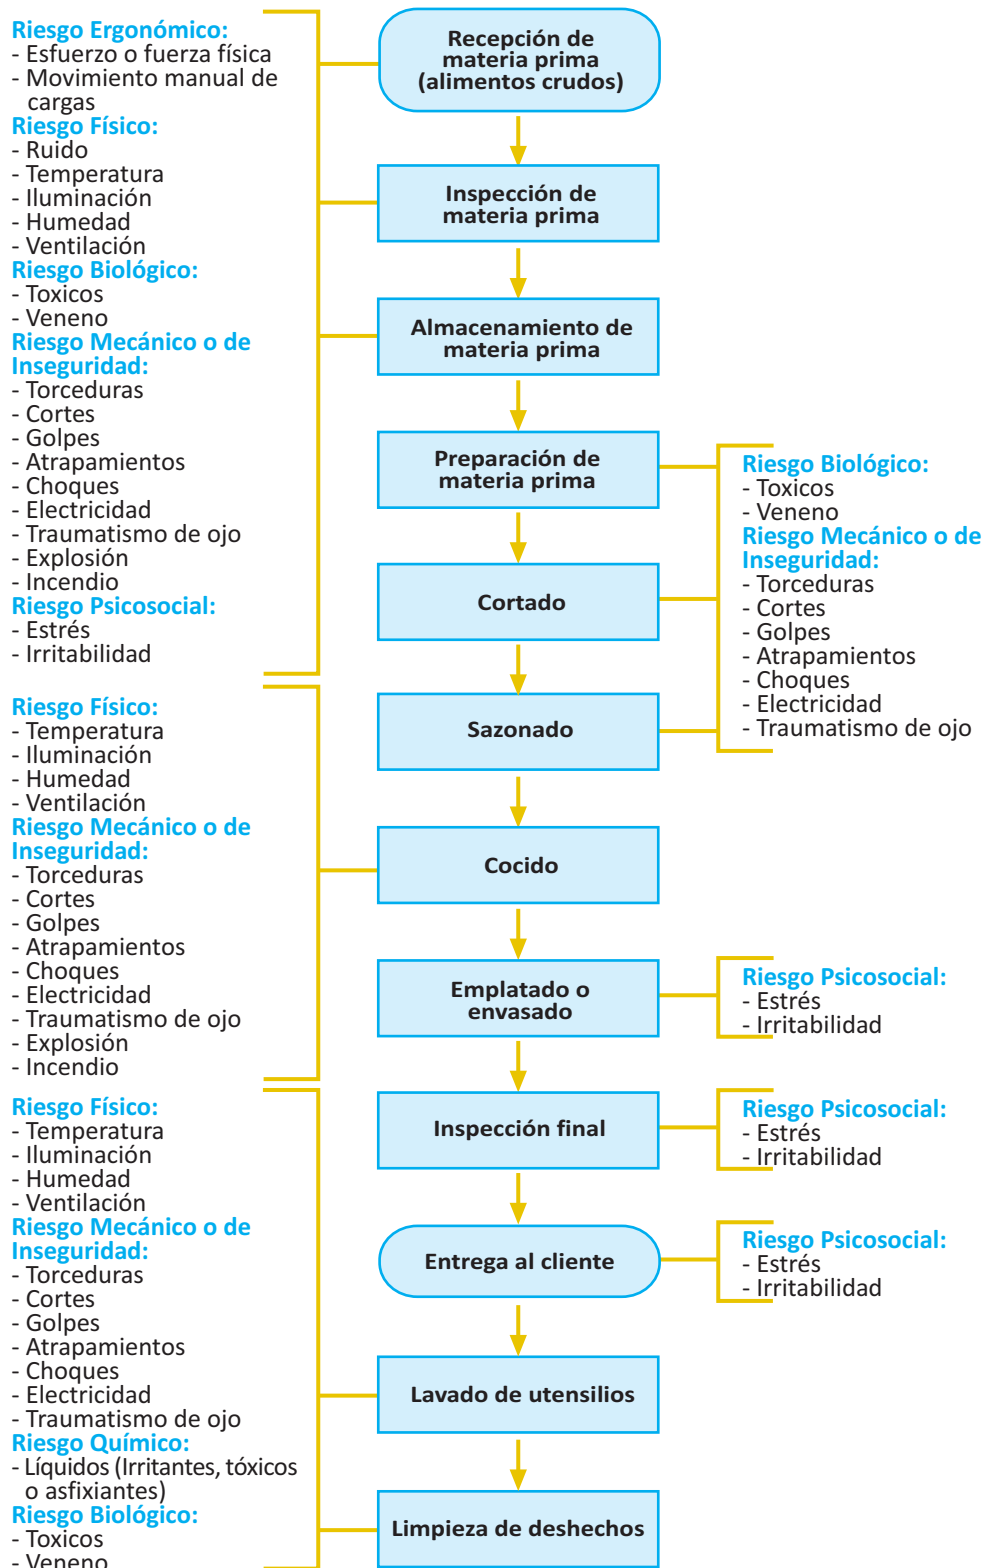 Riesgo Ergonómico:
- Esfuerzo o fuerza física
- Movimiento manual de
cargas
Riesgo Físico:
- Ruido
- Temperatura
- Iluminación
- Humedad
- Ventilación
Riesgo Biológico:
- Toxicos
- Veneno
Riesgo Mecánico o de
Inseguridad:
- Torceduras
- Cortes
- Golpes
- Atrapamientos
- Choques
- Electricidad
- Traumatismo de ojo
- Explosión
- Incendio
Riesgo Psicosocial:
- Estrés
- Irritabilidad
Riesgo Físico:
- Temperatura
- Iluminación
- Humedad
- Ventilación
Riesgo Mecánico o de
Inseguridad:
- Torceduras
- Cortes
- Golpes
- Atrapamientos
- Choques
- Electricidad
- Traumatismo de ojo
- Explosión
- Incendio
Riesgo Físico:
- Temperatura
- Iluminación
- Humedad
- Ventilación
Riesgo Mecánico o de
Inseguridad:
- Torceduras
- Cortes
- Golpes
- Atrapamientos
- Choques
- Electricidad
- Traumatismo de ojo
Riesgo Químico:
- Líquidos (Irritantes, tóxicos
o asfixiantes)
Riesgo Biológico:
- Toxicos
- Veneno
Recepción de
materia prima
(alimentos crudos)
Inspección de
materia prima
Almacenamiento de
materia prima
Preparación de
materia prima
Cortado
Sazonado
Cocido
Emplatado o
envasado
Inspección final
Entrega al cliente
Lavado de utensilios
Limpieza de deshechos
Riesgo Biológico:
- Toxicos
- Veneno
Riesgo Mecánico o de
Inseguridad:
- Torceduras
- Cortes
- Golpes
- Atrapamientos
- Choques
- Electricidad
- Traumatismo de ojo
Riesgo Psicosocial:
- Estrés
- Irritabilidad
Riesgo Psicosocial:
- Estrés
- Irritabilidad
Riesgo Psicosocial:
- Estrés
- Irritabilidad